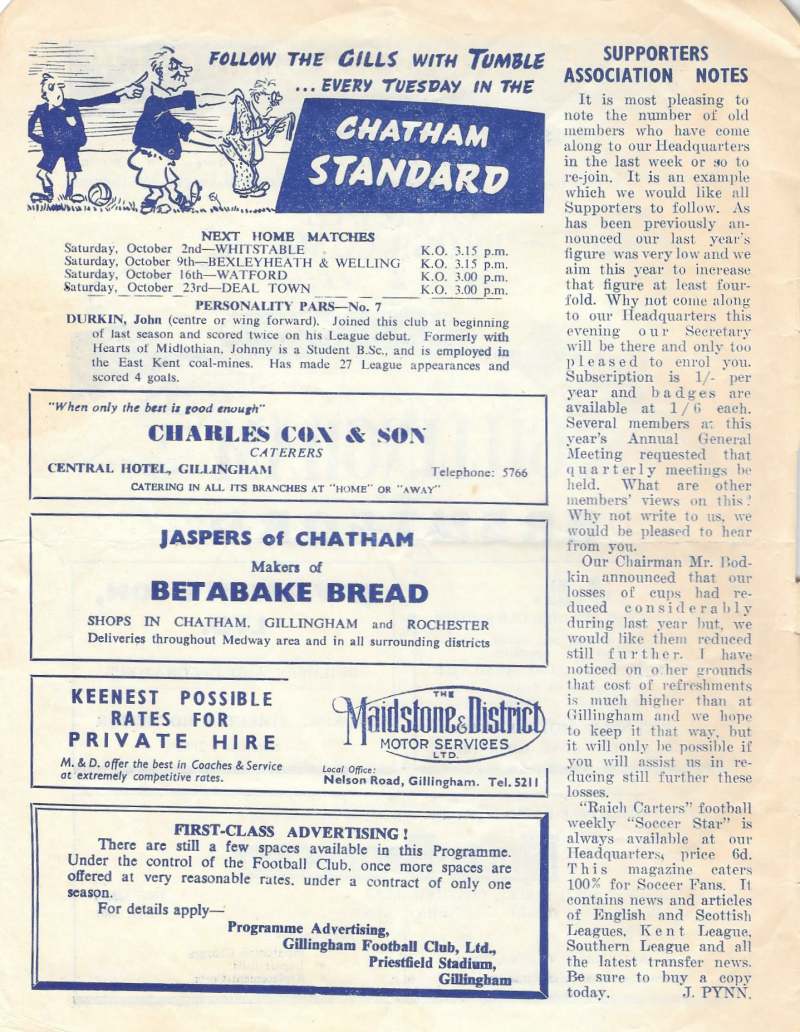 FOLLOW THE GILLS WITH TUMBLE
... EVERY TUESDAY IN THE
CHATHAM
STANDARD
NEXT HOME MATCHES
Saturday, October 2nd—WHITSTABLE K.O. 3.15 p.m.
Saturday, October 9th—BEXLEYHEATH & WELLING K.O. 3.15 p.m.
Saturday, October 16th—WATFORD K.O. 3.00 p.m.
Saturday, October 23rd—DEAL TOWN K.O. 3.00 p.m.
PERSONALITY PARS—No. 7
DURKIN, John (centre or wing forward). Joined this club at beginning
of last season and scored twice on his League debut. Formerly with
Hearts of Midlothian, Johnny is a Student B.Sc., and is employed in
the East Kent coal-mines. Has made 27 League appearances and
scored 4 goals.
"When only the best is good enough"
CHARLES COX & SON
CATERERS
CENTRAL HOTEL, GILLINGHAM Telephone: 5766
CATERING IN ALL ITS BRANCHES AT "HOME" OR "AWAY"
JASPERS of CHATHAM
Makers of
BETABAKE BREAD
SHOPS IN CHATHAM, GILLINGHAM and ROCHESTER
Deliveries throughout Medway area and in all surrounding districts
KEENEST POSSIBLE
RATES FOR
PRIVATE HIRE
M. & D. offer the best in Coaches & Service
at extremely competitive rates.
THE
Maidstone & District
MOTOR SERVICES
LTD.
Local Office:
Nelson Road, Gillingham. Tel. 5211
FIRST-CLASS ADVERTISING!
There are still a few spaces available in this Programme.
Under the control of the Football Club, once more spaces are
offered at very reasonable rates, under a contract of only one
season.
For details apply—
Programme Advertising,
Gillingham Football Club, Ltd.,
Priestfield Stadium,
Gillingham
SUPPORTERS
ASSOCIATION NOTES
It is most pleasing to
note the number of old
members who have come
along to our Headquarters
in the last week or so to
re-join. It is an example
which we would like all
Supporters to follow. As
has been previously an-
nounced our last year's
figure was very low and we
aim this year to increase
that figure at least four-
fold. Why not come along
to our Headquarters this
evening our Secretary
will be there and only too
pleased to enrol you.
Subscription is 1/- per
year and badges are
available at 1/6 each.
Several members at this
year's Annual General
Meeting requested that
quarterly meetings be
held. What are other
members' views on this?
Why not write to us, we
would be pleased to hear
from you.
Our Chairman Mr. Bod-
kin announced that our
losses of cups had re-
duced considerably
during last year but, we
would like them reduced
still further. I have
noticed on other grounds
that cost of refreshments
is much higher than at
Gillingham and we hope
to keep it that way, but
it will only be possible if
you will assist us in re-
ducing still further these
losses.
"Raich Carters" football
weekly "Soccer Star" is
always available at our
Headquarters, price 6d.
This magazine caters
100% for Soccer Fans. It
contains news and articles
of English and Scottish
Leagues, Kent League,
Southern League and all
the latest transfer news.
Be sure to buy a copy
today. J. PYNN.